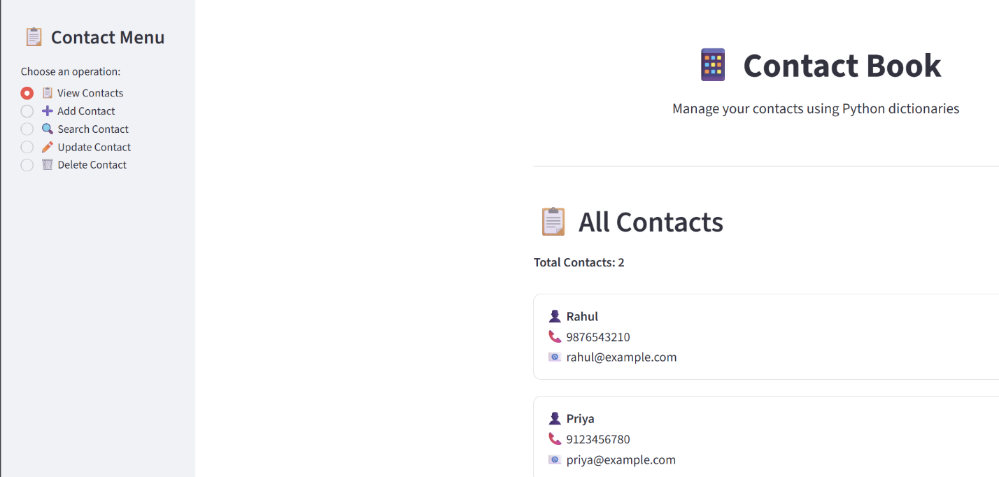 Contact Menu
Choose an operation:
View Contacts
Add Contact
Search Contact
Update Contact
Delete Contact
Contact Book
Manage your contacts using Python dictionaries
All Contacts
Total Contacts: 2
Rahul
9876543210
rahul@example.com
Priya
9123456780
priya@example.com